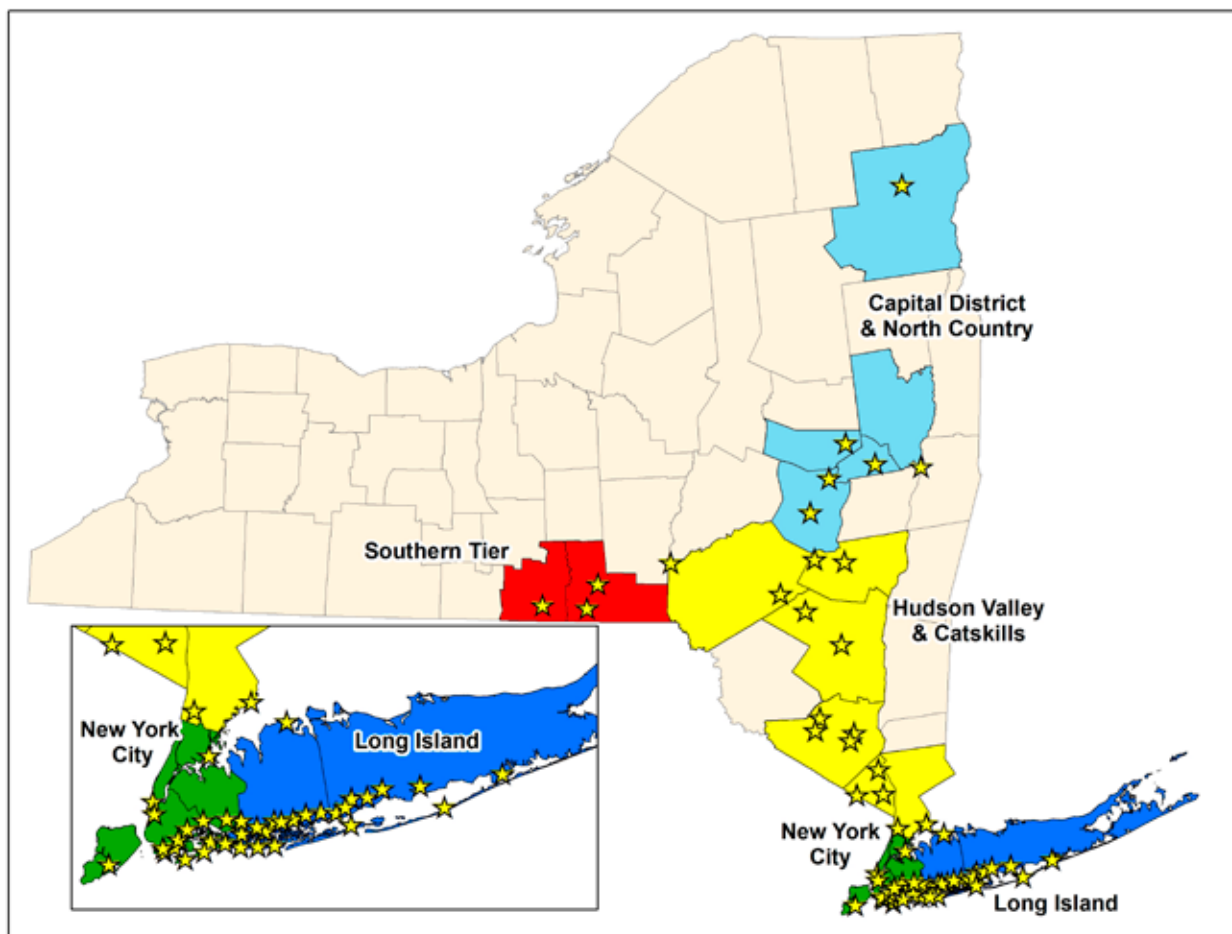 Capital District
& North Country
Southern Tier
Hudson Valley
& Catskills
New York
City
Long Island
New York
City
Long Island